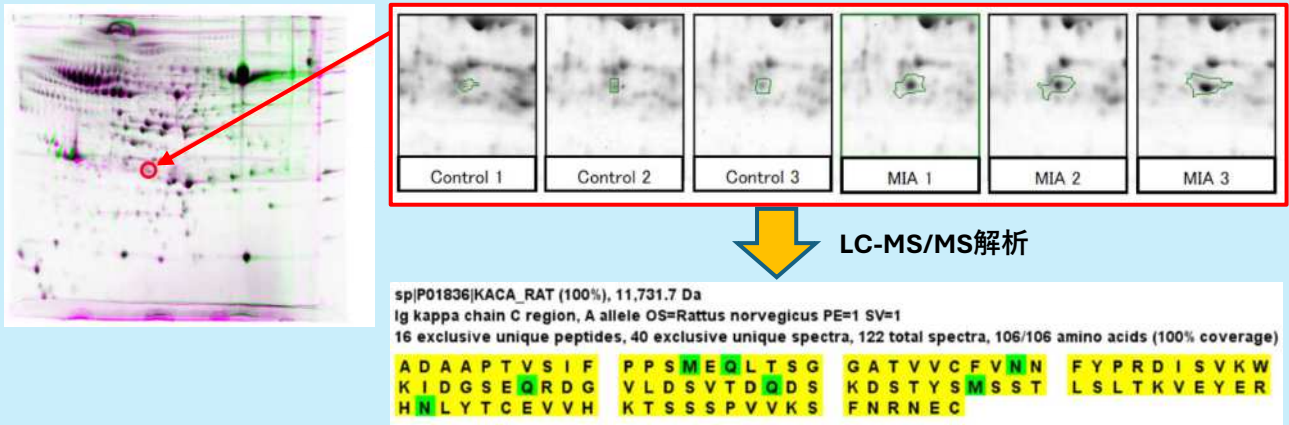 Control 1
Control 2
Control 3
MIA 1
MIA 2
MIA 3
LC-MS/MS解析
sp|P01836|KACA_RAT (100%), 11,731.7 Da
Ig kappa chain C region, A allele OS=Rattus norvegicus PE=1 SV=1
16 exclusive unique peptides, 40 exclusive unique spectra, 122 total spectra, 106/106 amino acids (100% coverage)
A D A A P T V S I F P P S M E Q L T S G G A T V V C F V N N F Y P R D I S V K W
K I D G S E Q R D G V L D S V T D Q D S K D S T Y S M S S T L S L T K V E Y E R
H N L Y T C E V V H K T S S S P V V K S F N R N E C